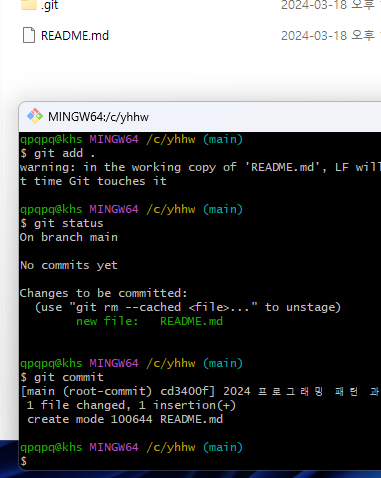 .git 2024-03-18 오후
README.md 2024-03-18 오후
MINGW64:/c/yhhw
qpqpq@khs MINGW64 /c/yhhw (main)
$ git add .
warning: in the working copy of 'README.md', LF will
t time Git touches it
qpqpq@khs MINGW64 /c/yhhw (main)
$ git status
On branch main
No commits yet
Changes to be committed:
(use "git rm --cached <file>..." to unstage)
new file: README.md
qpqpq@khs MINGW64 /c/yhhw (main)
$ git commit
[main (root-commit) cd3400f] 2024 프로그래밍 패턴 과
1 file changed, 1 insertion(+)
create mode 100644 README.md
qpqpq@khs MINGW64 /c/yhhw (main)
$